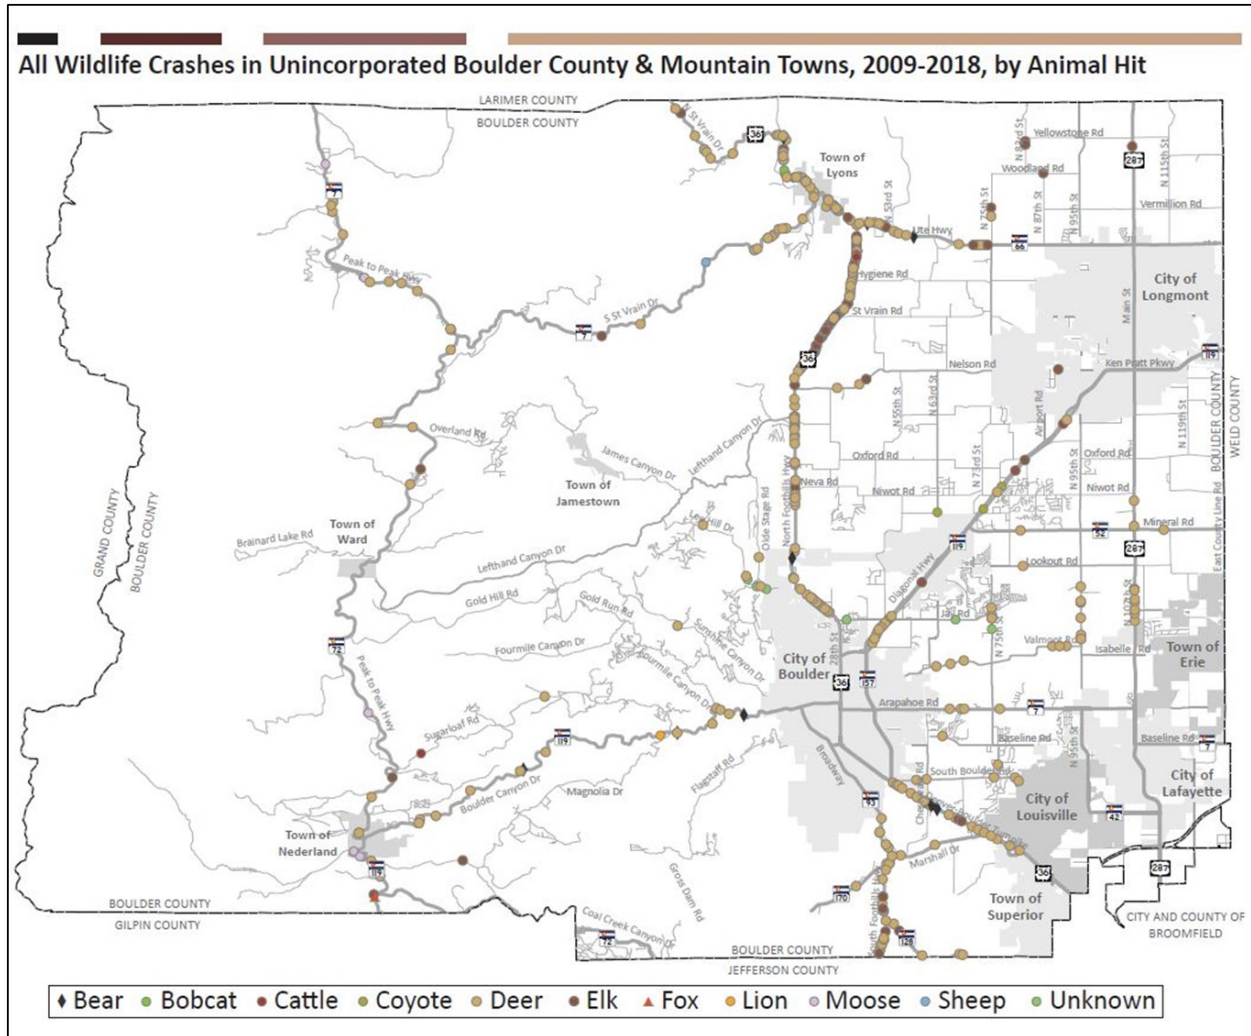 All Wildlife Crashes in Unincorporated Boulder County & Mountain Towns, 2009-2018, by Animal Hit
LARIMER COUNTY
BOULDER COUNTY
N St Vrain Dr
36
Town of
Lyons
N 53rd St
Ute Hwy
N 75th St
N 83rd St
Yellowstone Rd
287
N 115th St
Woodland Rd
N 87th St
N 95th St
Vermillion Rd
66
7
Peak to Peak Hwy
S St Vrain Dr
7
Hygiene Rd
St Vrain Rd
36
Nelson Rd
City of
Longmont
Main St
Ken Pratt Pkwy
119
BOULDER COUNTY
WELD COUNTY
N 55th St
N 63rd St
Airport Rd
N 119th St
Overland Rd
James Canyon Dr
Lefthand Canyon Dr
Town of
Jamestown
North Foothills Hwy
Oxford Rd
N 73rd St
N 95th St
Oxford Rd
Neva Rd
Niwot Rd
Niwot Rd
Olde Stage Rd
Lee Hill Dr
GRAND COUNTY
BOULDER COUNTY
Town of
Ward
Brainard Lake Rd
Lefthand Canyon Dr
Mineral Rd
52
119
287
East County Line Rd
Lookout Rd
Diagonal Hwy
Gold Hill Rd
Gold Run Rd
Sunshine Canyon Dr
Fourmile Canyon Dr
Fourmile Canyon Dr
28th St
Jay Rd
N 75th St
N 107th St
Valmont Rd
Isabelle Rd
Town of
Erie
72
Peak to Peak Hwy
City of
Boulder
36
157
Arapahoe Rd
7
Sugarloaf Rd
119
Baseline Rd
N 95th St
Baseline Rd
7
Boulder Canyon Dr
Magnolia Dr
Flagstaff Rd
Broadway
93
South Boulder Rd
City of
Louisville
City of
Lafayette
42
Town of
Nederland
119
Gross Dam Rd
Marshall Dr
36
287
170
South Foothills Hwy
Town of
Superior
BOULDER COUNTY
GILPIN COUNTY
Coal Creek Canyon Dr
72
128
CITY AND COUNTY OF
BROOMFIELD
BOULDER COUNTY
JEFFERSON COUNTY
Bear Bobcat Cattle Coyote Deer Elk Fox Lion Moose Sheep Unknown